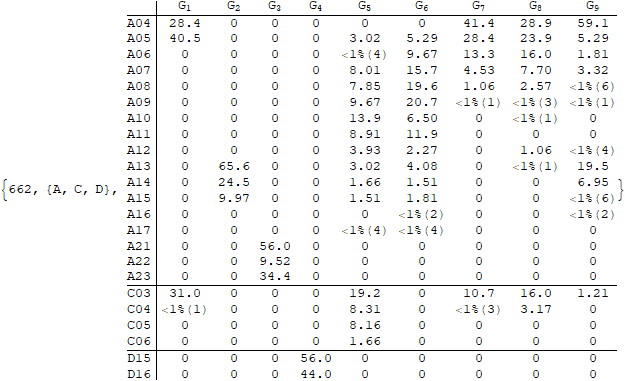 G₁ G₂ G₃ G₄ G₅ G₆ G₇ G₈ G₉
A04 28.4 0 0 0 0 0 41.4 28.9 59.1
A05 40.5 0 0 0 3.02 5.29 28.4 23.9 5.29
A06 0 0 0 0 <1%(4) 9.67 13.3 16.0 1.81
A07 0 0 0 0 8.01 15.7 4.53 7.70 3.32
A08 0 0 0 0 7.85 19.6 1.06 2.57 <1%(6)
A09 0 0 0 0 9.67 20.7 <1%(1) <1%(3) <1%(1)
A10 0 0 0 0 13.9 6.50 0 <1%(1) 0
A11 0 0 0 0 8.91 11.9 0 0 0
A12 0 0 0 0 3.93 2.27 0 1.06 <1%(4)
A13 0 65.6 0 0 3.02 4.08 0 <1%(1) 19.5
{662, {A, C, D}, A14 0 24.5 0 0 1.66 1.51 0 0 6.95 }
A15 0 9.97 0 0 1.51 1.81 0 0 <1%(6)
A16 0 0 0 0 0 <1%(2) 0 0 <1%(2)
A17 0 0 0 0 <1%(4) <1%(4) 0 0 0
A21 0 0 56.0 0 0 0 0 0 0
A22 0 0 9.52 0 0 0 0 0 0
A23 0 0 34.4 0 0 0 0 0 0
C03 31.0 0 0 0 19.2 0 10.7 16.0 1.21
C04 <1%(1) 0 0 0 8.31 0 <1%(3) 3.17 0
C05 0 0 0 0 8.16 0 0 0 0
C06 0 0 0 0 1.66 0 0 0 0
D15 0 0 0 56.0 0 0 0 0 0
D16 0 0 0 44.0 0 0 0 0 0